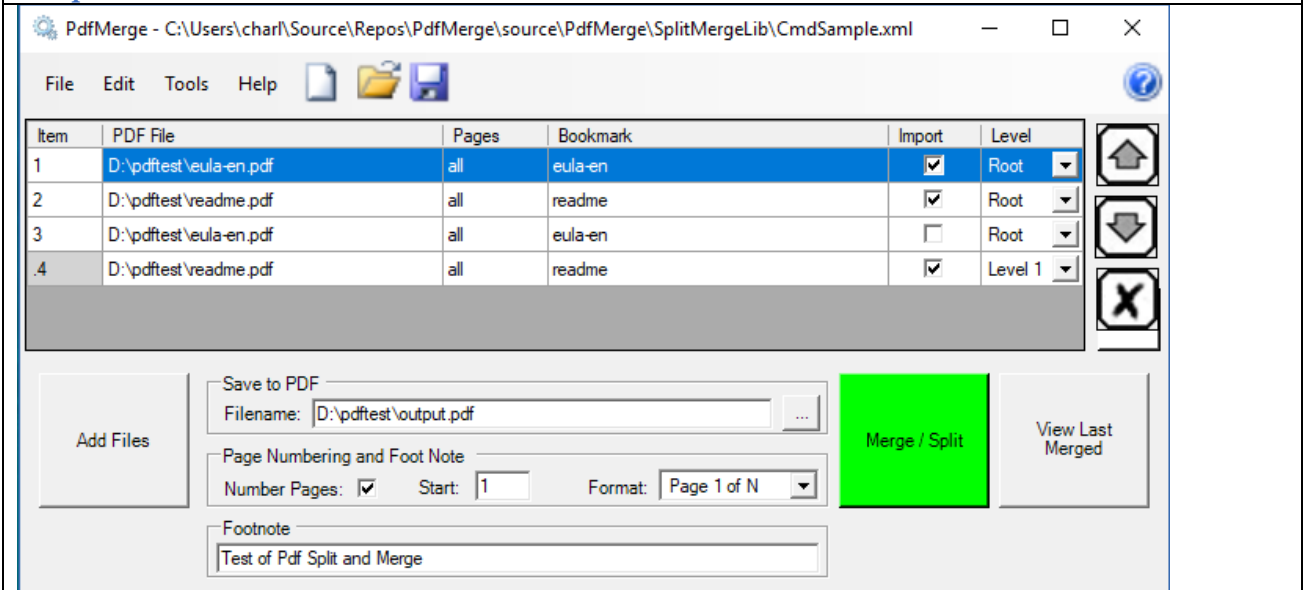 PdfMerge - C:\Users\charl\Source\Repos\PdfMerge\source\PdfMerge\SplitMergeLib\CmdSample.xml
File Edit Tools Help
Item PDF File Pages Bookmark Import Level
1 D:\pdftest\eula-en.pdf all eula-en Root
2 D:\pdftest\readme.pdf all readme Root
3 D:\pdftest\eula-en.pdf all eula-en Root
.4 D:\pdftest\readme.pdf all readme Level 1
Add Files
Save to PDF
Filename: D:\pdftest\output.pdf ...
Page Numbering and Foot Note
Number Pages: Start: 1 Format: Page 1 of N
Merge / Split
View Last
Merged
Footnote
Test of Pdf Split and Merge